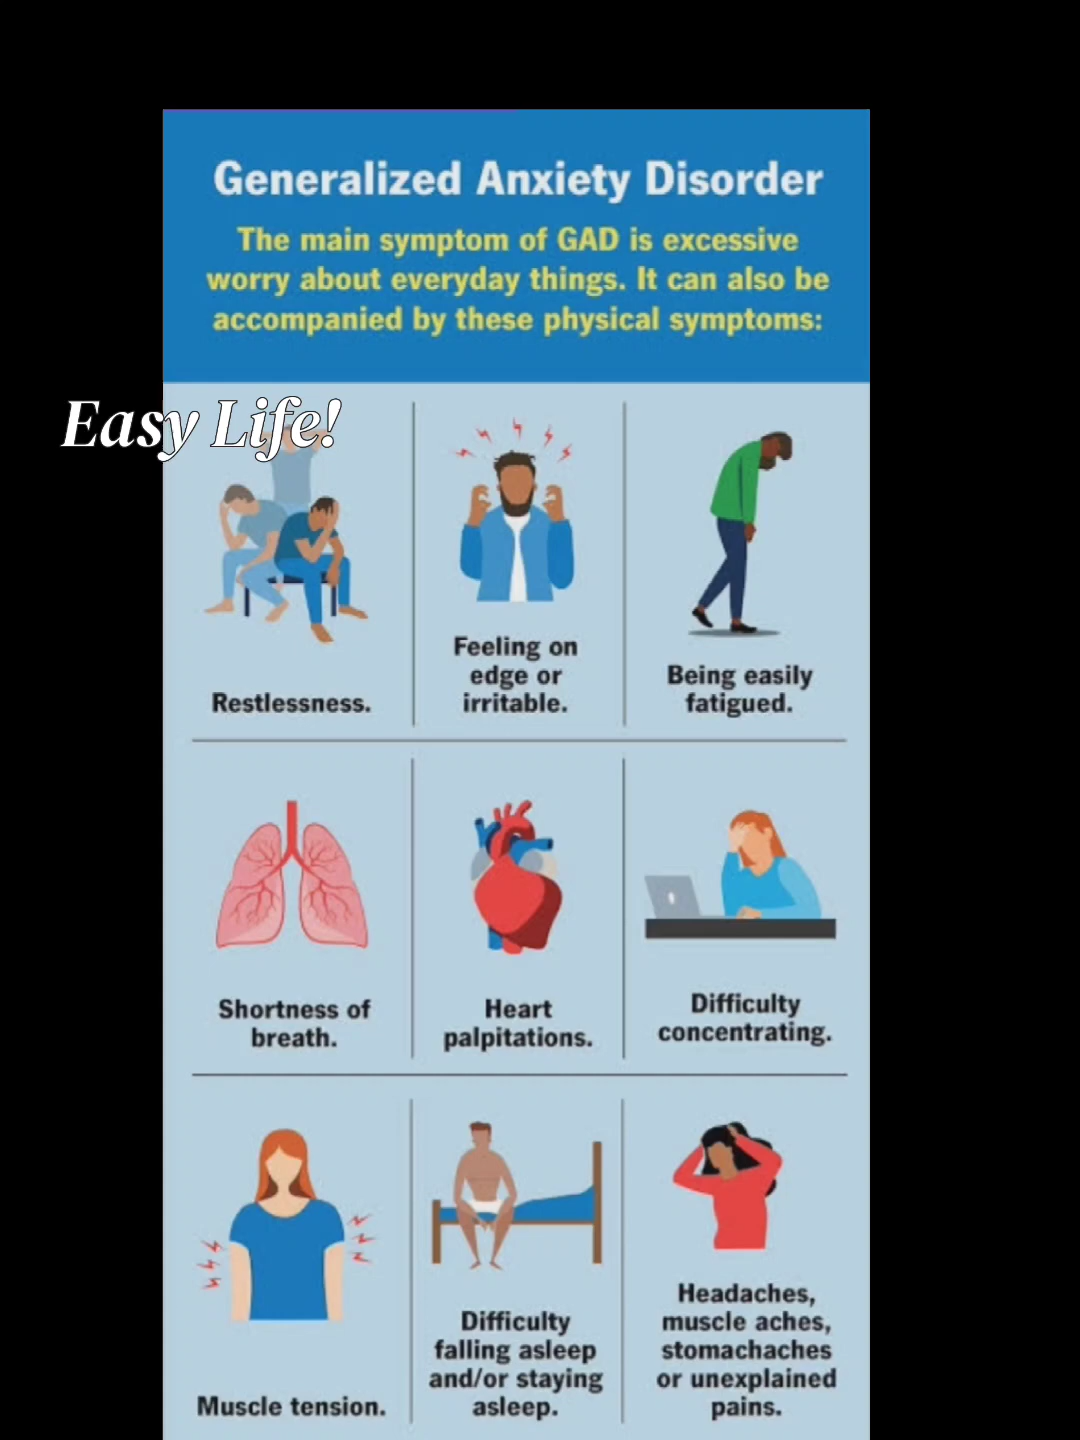 Generalized Anxiety Disorder
The main symptom of GAD is excessive
worry about everyday things. It can also be
accompanied by these physical symptoms:
Easy Life!
Restlessness.
Feeling on
edge or
irritable.
Being easily
fatigued.
Shortness of
breath.
Heart
palpitations.
Difficulty
concentrating.
Muscle tension.
Difficulty
falling asleep
and/or staying
asleep.
Headaches,
muscle aches,
stomachaches
or unexplained
pains.